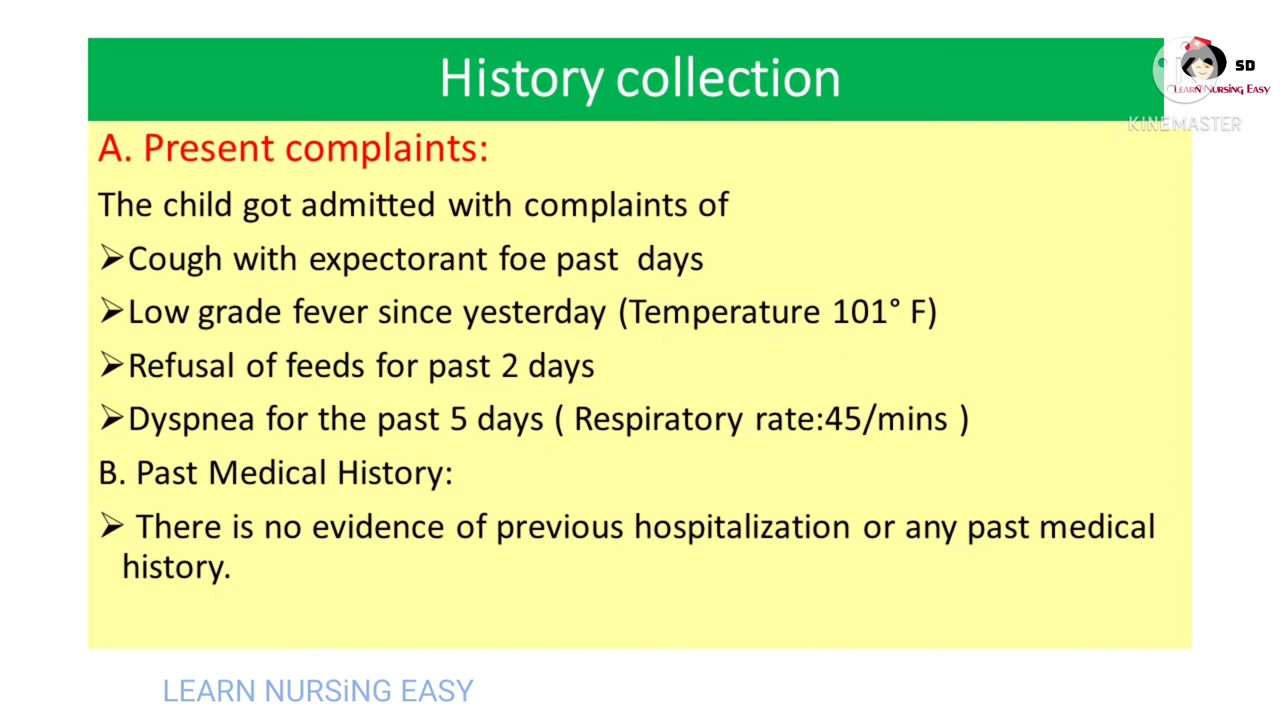 History collection
SD
LEARN NURSiNG EASY
KINEMASTER
A. Present complaints:
The child got admitted with complaints of
➢Cough with expectorant foe past days
➢Low grade fever since yesterday (Temperature 101° F)
➢Refusal of feeds for past 2 days
➢Dyspnea for the past 5 days ( Respiratory rate:45/mins )
B. Past Medical History:
➢ There is no evidence of previous hospitalization or any past medical
history.
LEARN NURSiNG EASY